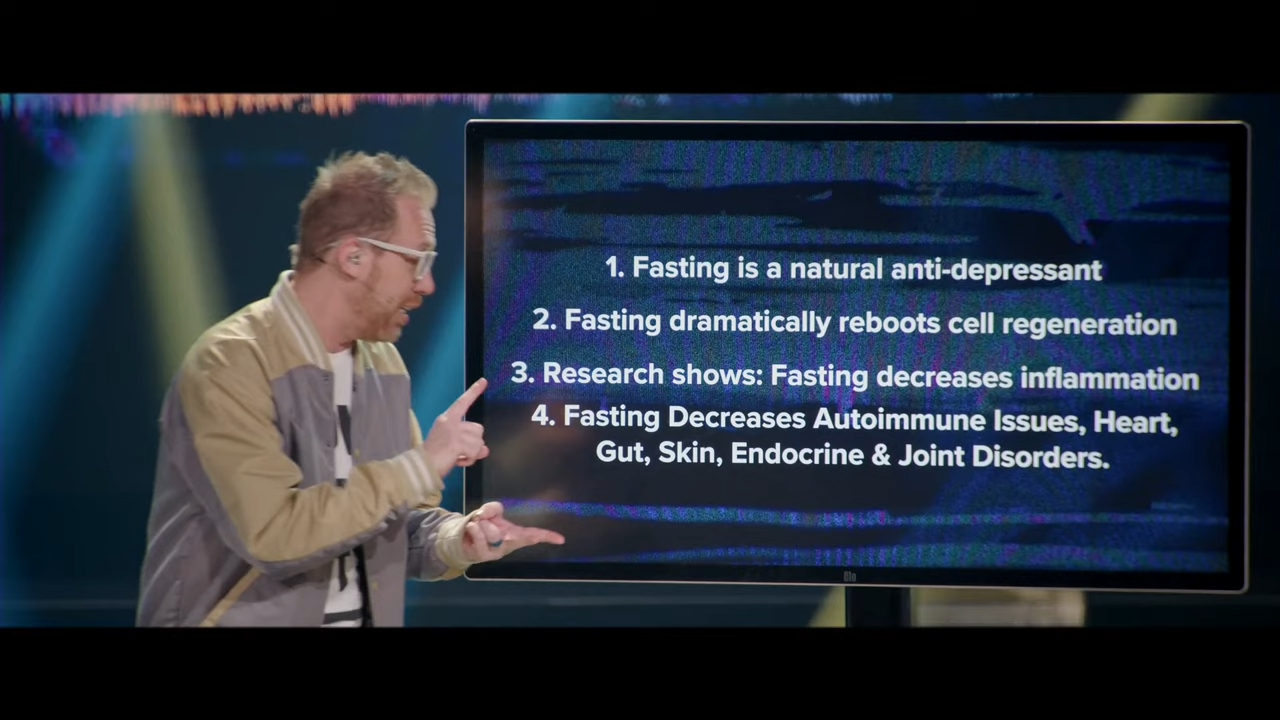 1. Fasting is a natural anti-depressant
2. Fasting dramatically reboots cell regeneration
3. Research shows: Fasting decreases inflammation
4. Fasting Decreases Autoimmune Issues, Heart,
Gut, Skin, Endocrine & Joint Disorders.